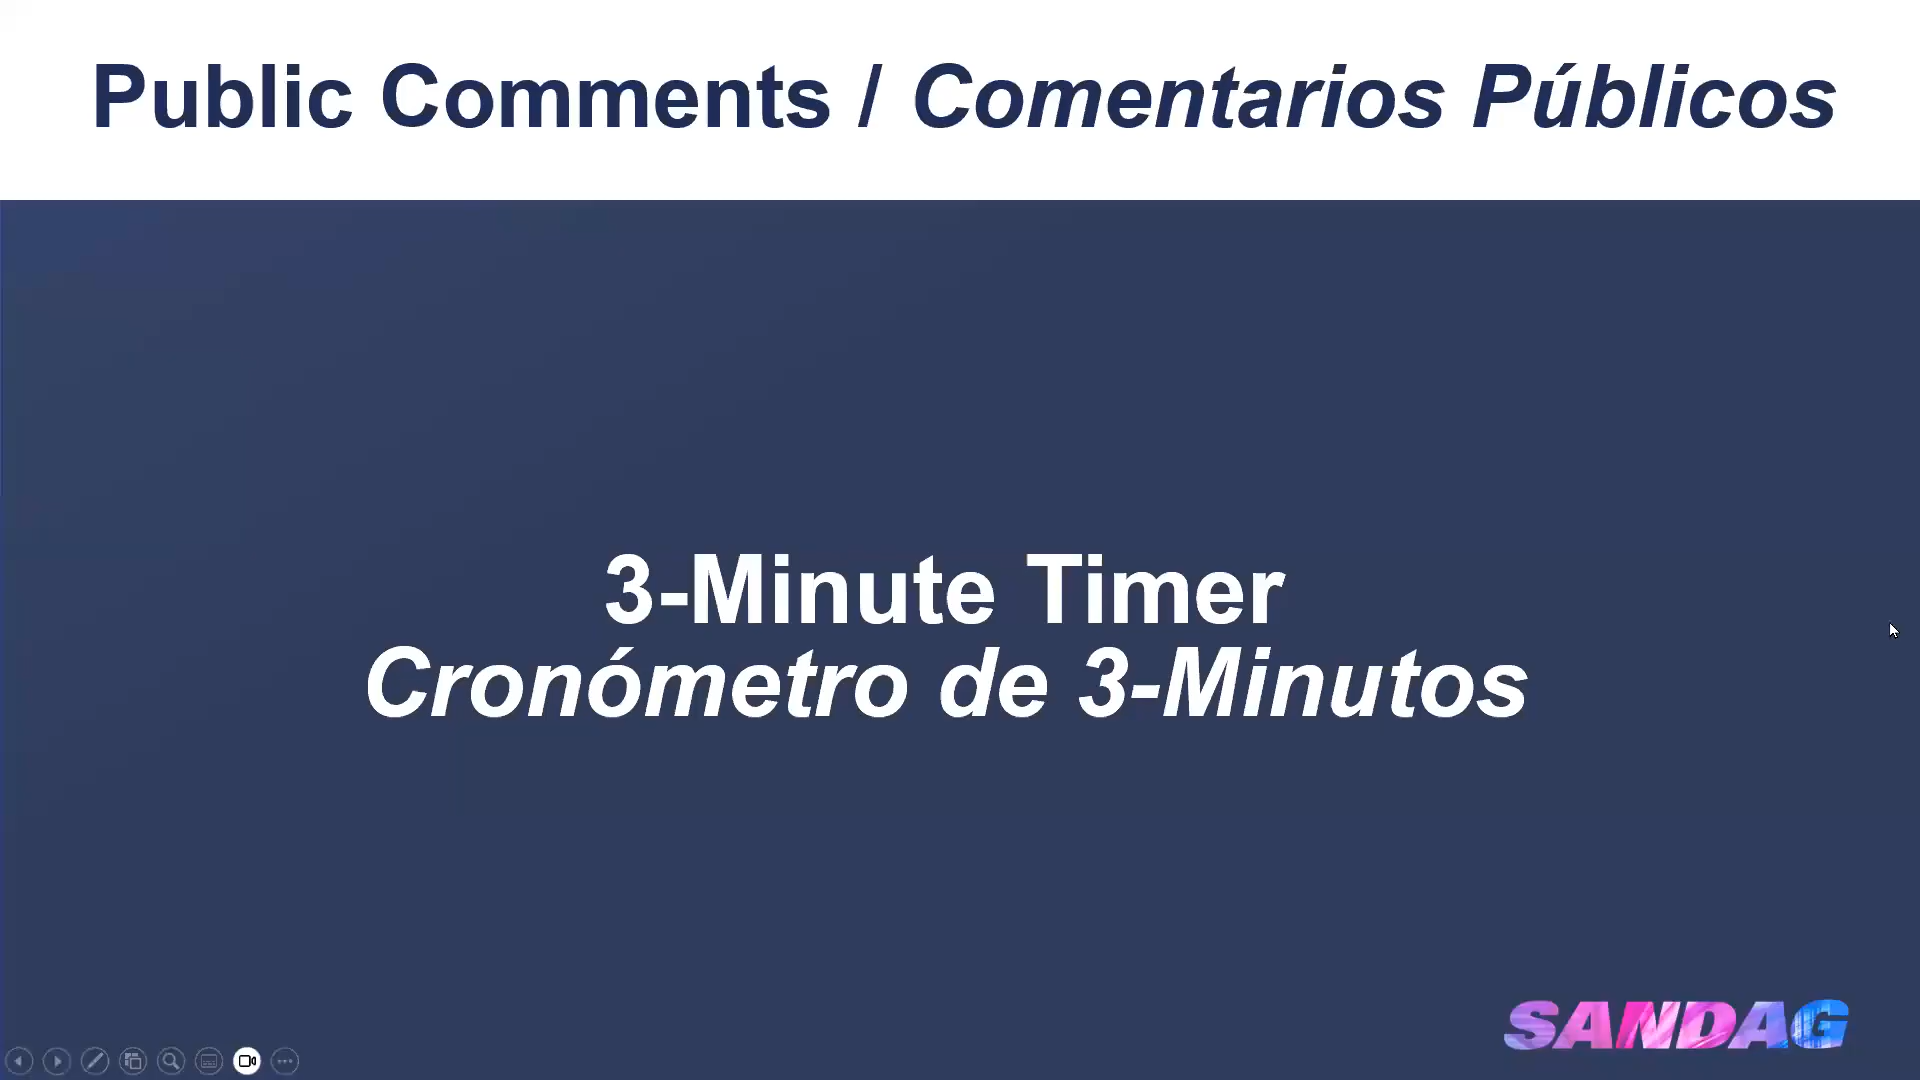 Public Comments / Comentarios Públicos
3-Minute Timer
Cronómetro de 3-Minutos
SANDAG